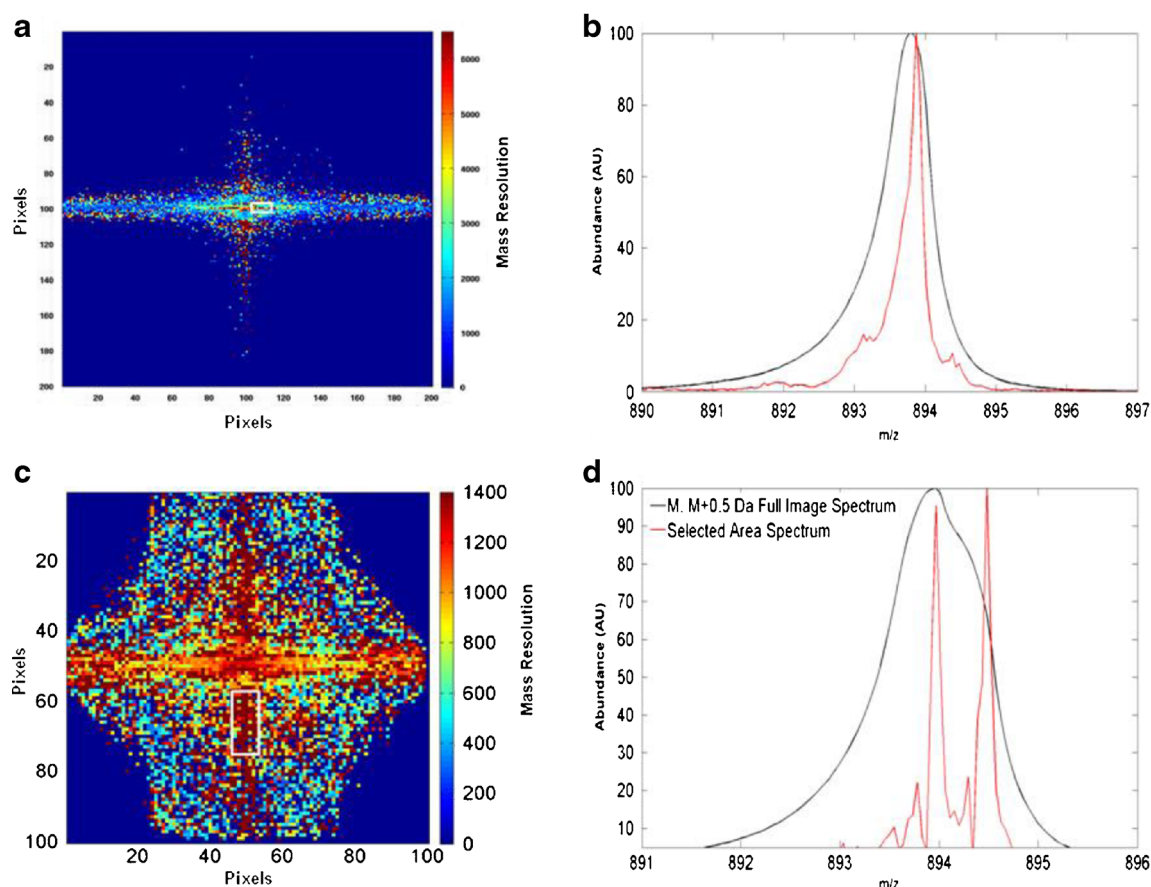 a
20
40
60
80
100
120
140
160
180
200
Pixels
20 40 60 80 100 120 140 160 180 200
Pixels
6000
5000
4000
3000
2000
1000
0
Mass Resolution
b
100
80
60
40
20
0
Abundance (AU)
890 891 892 893 894 895 896 897
m/z
c
20
40
60
80
100
Pixels
20 40 60 80 100
Pixels
1400
1200
1000
800
600
400
200
0
Mass Resolution
d
M. M+0.5 Da Full Image Spectrum
Selected Area Spectrum
100
90
80
70
60
50
40
30
20
10
Abundance (AU)
891 892 893 894 895 896
m/z